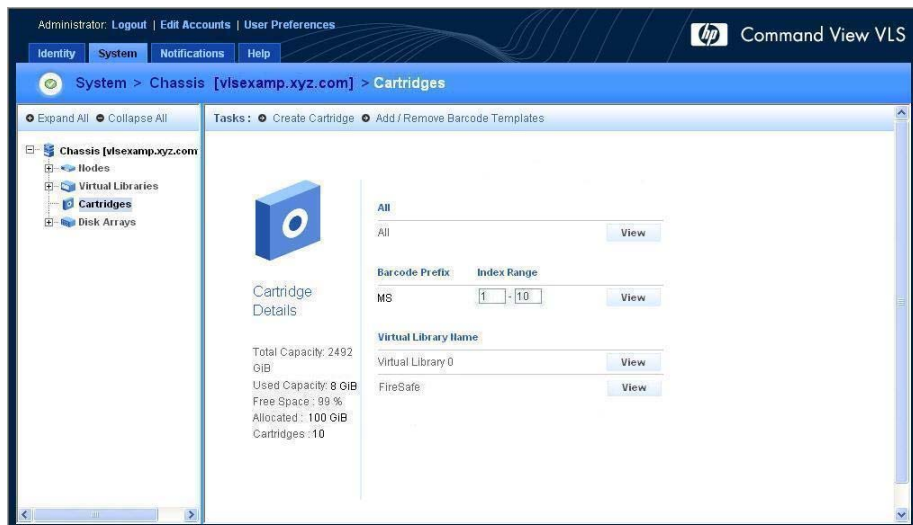 Administrator: Logout | Edit Accounts | User Preferences
hp Command View VLS
Identity System Notifications Help
System > Chassis [vlsexamp.xyz.com] > Cartridges
Expand All Collapse All
Tasks : Create Cartridge Add / Remove Barcode Templates
Chassis [vlsexamp.xyz.com
Nodes
Virtual Libraries
Cartridges
Disk Arrays
Cartridge
Details
Total Capacity: 2492
GiB
Used Capacity: 8 GiB
Free Space : 99 %
Allocated : 100 GiB
Cartridges : 10
All
All View
Barcode Prefix Index Range
MS 1 - 10 View
Virtual Library Name
Virtual Library 0 View
FireSafe View